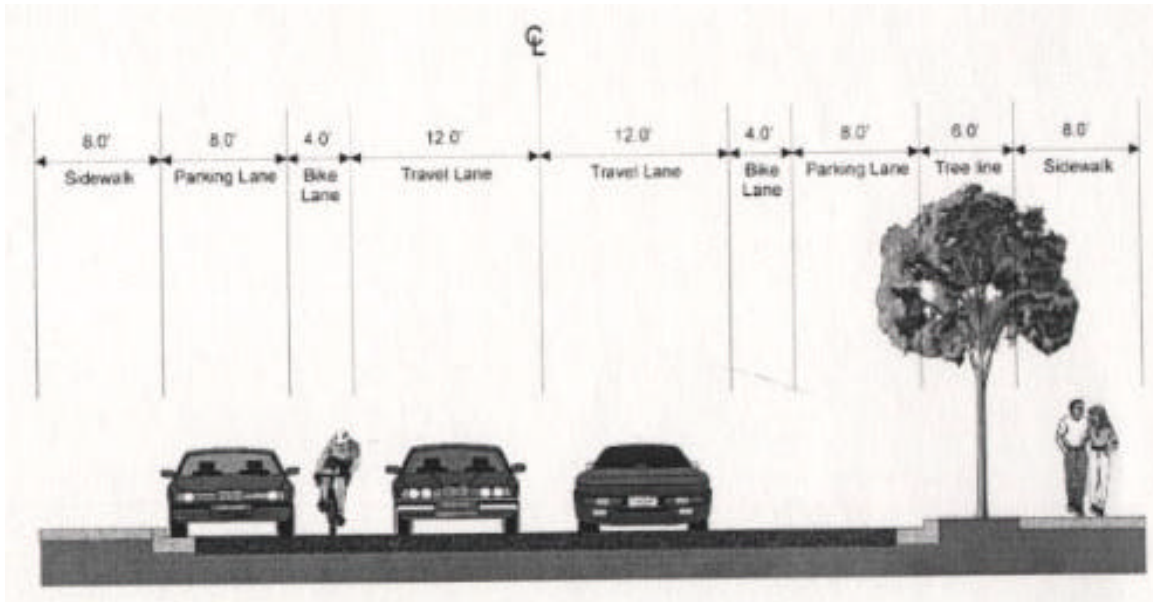 ℄
8.0' 8.0' 4.0' 12.0' 12.0' 4.0' 8.0' 6.0' 8.0'
Sidewalk Parking Lane Bike Travel Lane Travel Lane Bike Parking Lane Tree line Sidewalk
Lane Lane